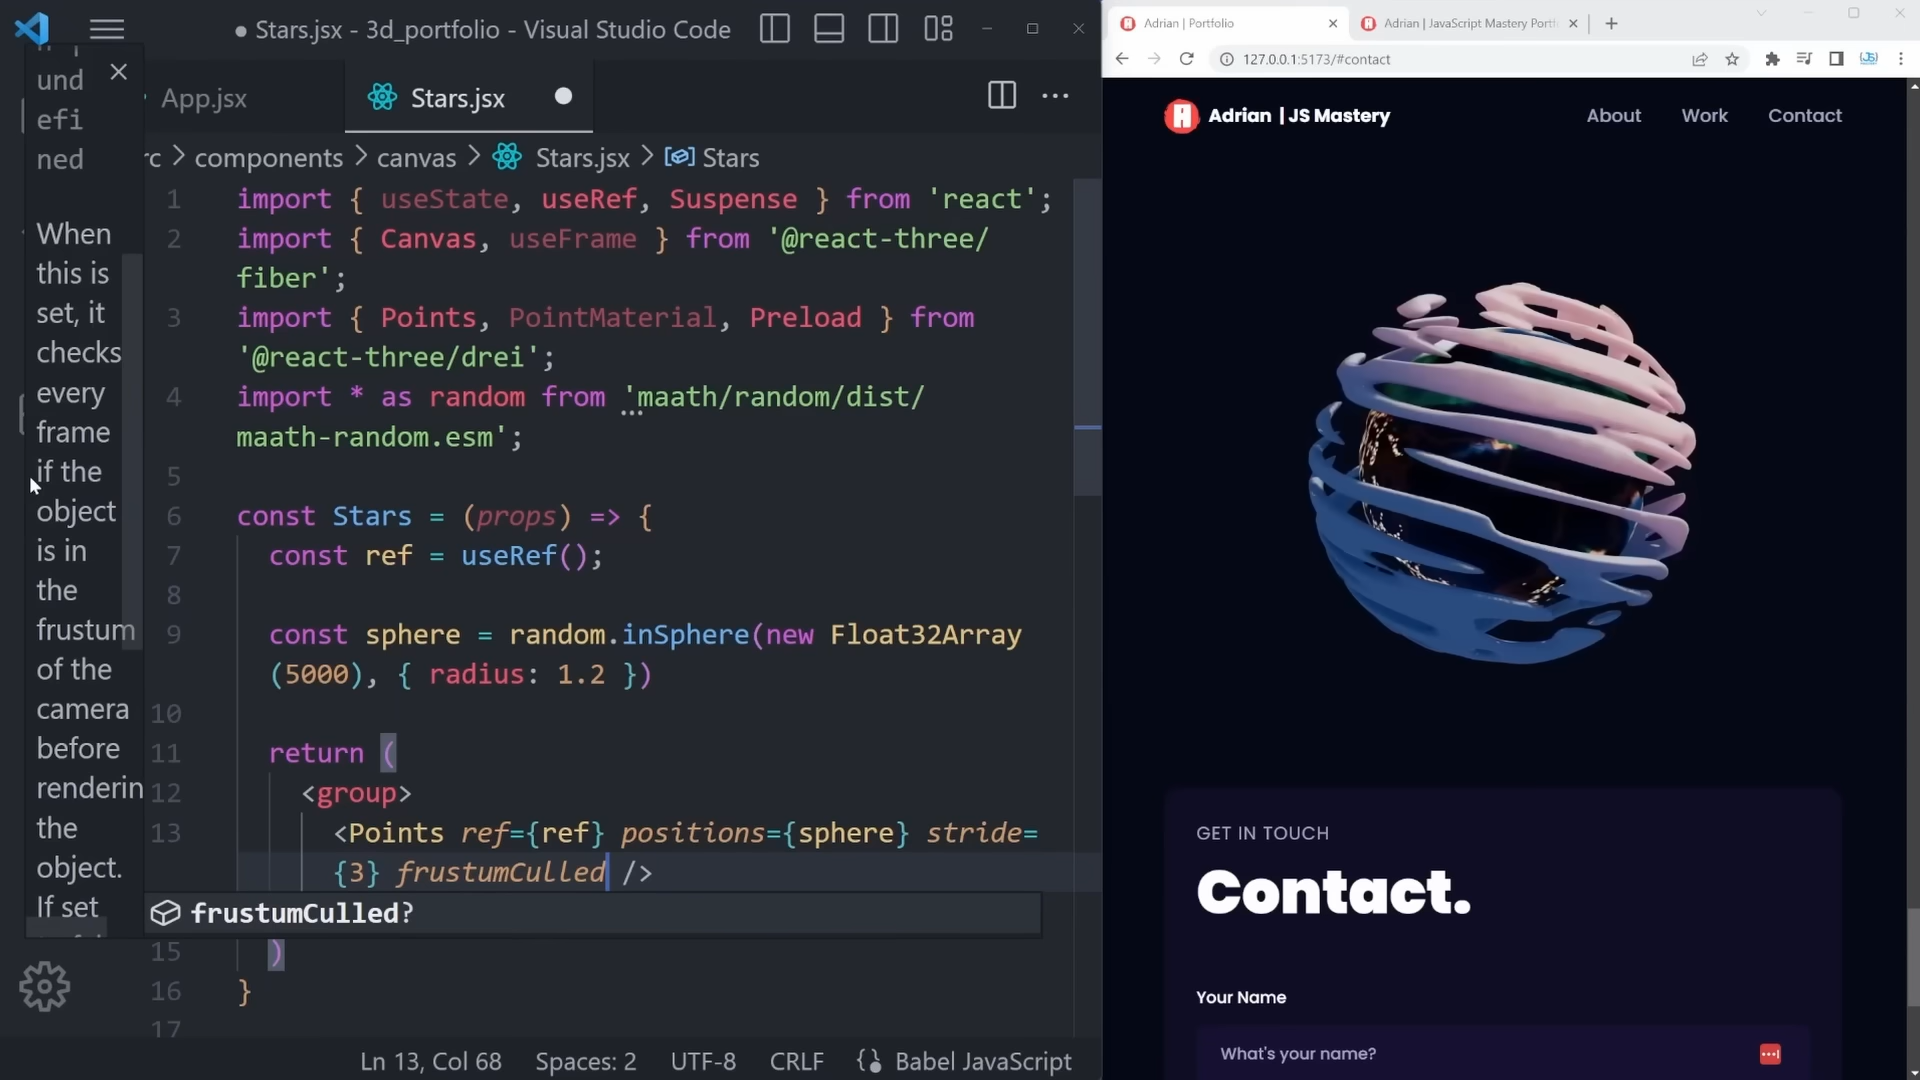 Stars.jsx - 3d_portfolio - Visual Studio Code
und
efi
ned
When
this is
set, it
checks
every
frame
if the
object
is in
the
frustum
of the
camera
before
renderin
the
object.
If set
App.jsx
Stars.jsx
rc > components > canvas > Stars.jsx > Stars
1 import { useState, useRef, Suspense } from 'react';
2 import { Canvas, useFrame } from '@react-three/
fiber';
3 import { Points, PointMaterial, Preload } from
'@react-three/drei';
4 import * as random from 'maath/random/dist/
maath-random.esm';
5
6 const Stars = (props) => {
7 const ref = useRef();
8
9 const sphere = random.inSphere(new Float32Array
(5000), { radius: 1.2 })
10
11 return (
12 <group>
13 <Points ref={ref} positions={sphere} stride=
{3} frustumCulled />
frustumCulled?
15 )
16 }
17
Ln 13, Col 68 Spaces: 2 UTF-8 CRLF Babel JavaScript
Adrian | Portfolio
Adrian | JavaScript Mastery Portf
127.0.0.1:5173/#contact
Adrian | JS Mastery
About Work Contact
GET IN TOUCH
Contact.
Your Name
What's your name?